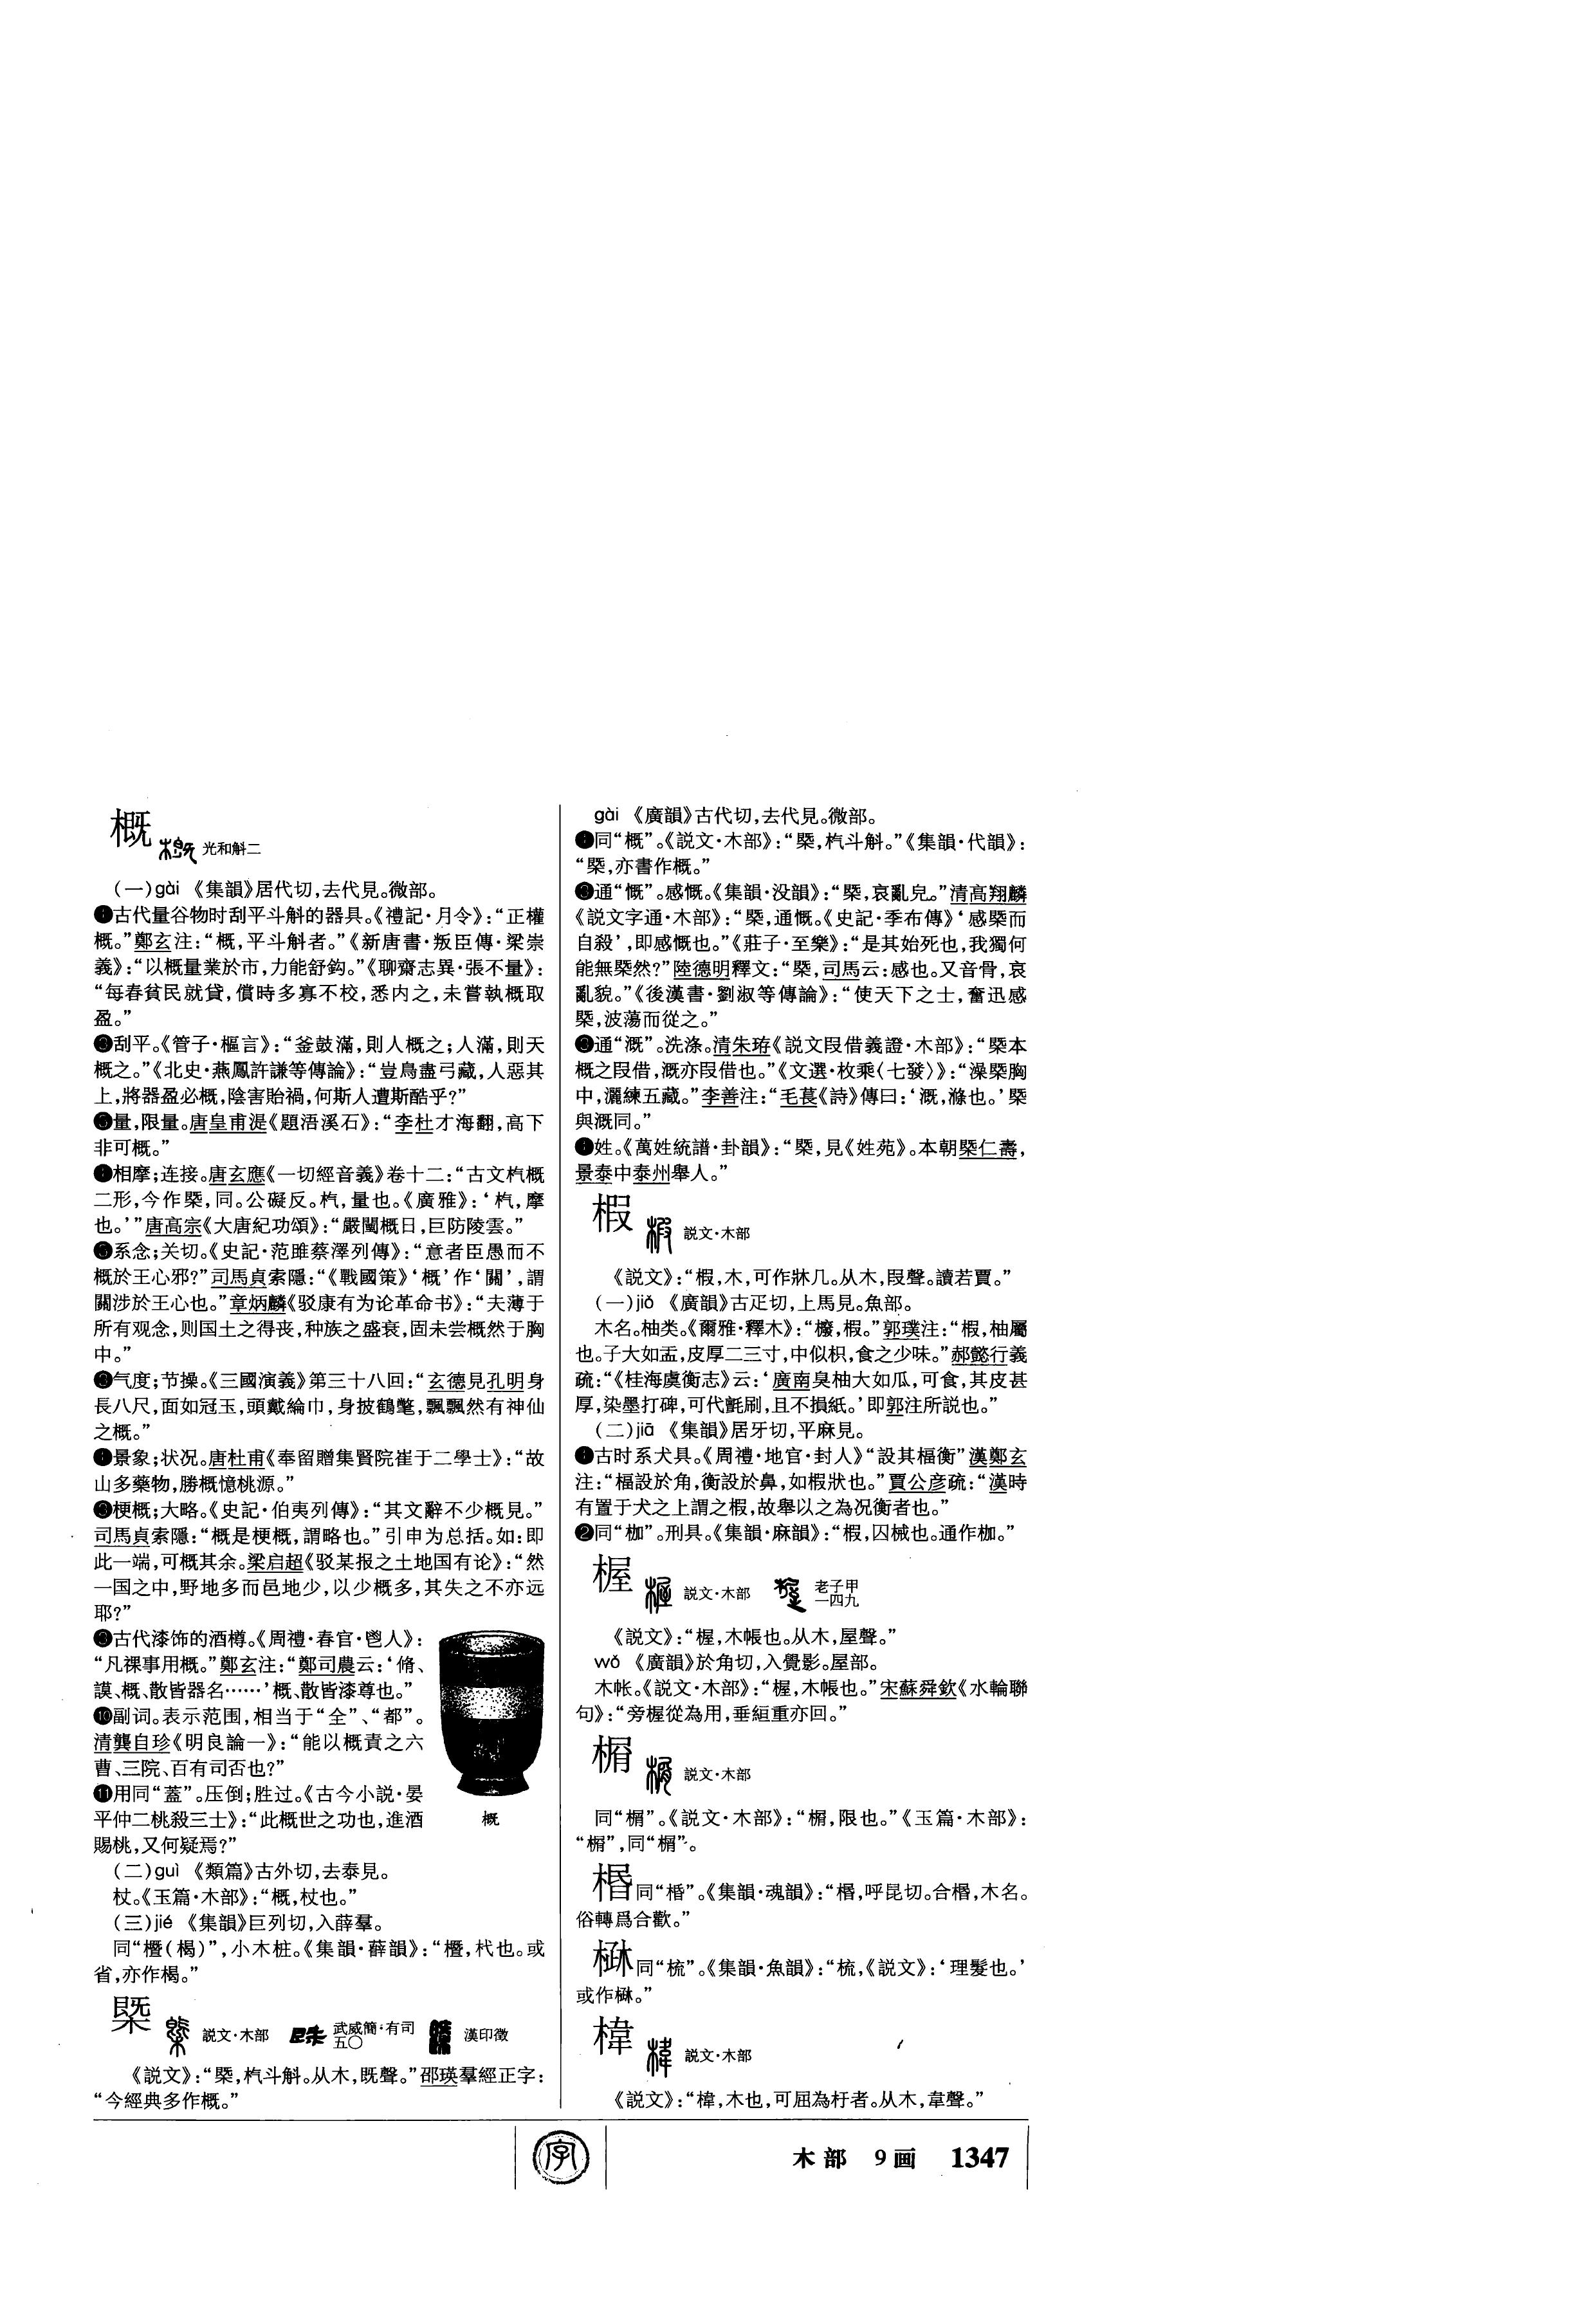 概 光和斛二
(一)gài 《集韻》居代切,去代見。微部。
❶古代量谷物时刮平斗斛的器具。《禮記·月令》:“正權
概。”鄭玄注:“概,平斗斛者。”《新唐書·叛臣傳·梁崇
義》:“以概量業於市,力能舒鈎。”《聊齋志異·張不量》:
“每春貧民就貸,償時多寡不校,悉内之,未嘗執概取
盈。”
刮平。《管子·樞言》:“釜鼓滿,則人概之;人滿,則天
概之。”《北史·燕鳳許謙等傳論》:“豈鳥盡弓藏,人惡其
上,將器盈必概,陰害貽禍,何斯人遭斯酷乎?”
量,限量。唐皇甫湜《題浯溪石》:“李杜才海翻,高下
非可概。”
相摩;连接。唐玄應《一切經音義》卷十二:“古文杚概
二形,今作槩,同。公礙反。杚,量也。《廣雅》:‘杚,摩
也。’”唐高宗《大唐紀功頌》:“嚴闉概日,巨防陵雲。”
系念;关切。《史記·范雎蔡澤列傳》:“意者臣愚而不
概於王心邪?”司馬貞索隱:“《戰國策》‘概’作‘關’,謂
關涉於王心也。”章炳麟《驳康有为论革命书》:“夫薄于
所有观念,则国土之得丧,种族之盛衰,固未尝概然于胸
中。”
气度;节操。《三國演義》第三十八回:“玄德見孔明身
長八尺,面如冠玉,頭戴綸巾,身披鶴氅,飄飄然有神仙
之概。”
景象;状况。唐杜甫《奉留贈集賢院崔于二學士》:“故
山多藥物,勝概憶桃源。”
梗概;大略。《史記·伯夷列傳》:“其文辭不少概見。”
司馬貞索隱:“概是梗概,謂略也。”引申为总括。如:即
此一端,可概其余。梁启超《驳某报之土地国有论》:“然
一国之中,野地多而邑地少,以少概多,其失之不亦远
耶?”
古代漆饰的酒樽。《周禮·春官·鬯人》:
“凡祼事用概。”鄭玄注:“鄭司農云:‘脩、
謨、概、散皆器名……’概、散皆漆尊也。”
❿副词。表示范围,相当于“全”、“都”。
清龔自珍《明良論一》:“能以概責之六
曹、三院、百有司否也?”
⓫用同“蓋”。压倒;胜过。《古今小説·晏
平仲二桃殺三士》:“此概世之功也,進酒
賜桃,又何疑焉?”
概
(二)guì 《類篇》古外切,去泰見。
杖。《玉篇·木部》:“概,杖也。”
(三)jié 《集韻》巨列切,入薛羣。
同“櫭(楬)”,小木桩。《集韻·薛韻》:“櫭,杙也。或
省,亦作楬。”
槩 説文·木部 武威簡·有司五〇 漢印徵
《説文》:“槩,杚斗斛。从木,既聲。”邵瑛羣經正字:
“今經典多作概。”
gài 《廣韻》古代切,去代見。微部。
❶同“概”。《説文·木部》:“槩,杚斗斛。”《集韻·代韻》:
“槩,亦書作概。”
通“慨”。感慨。《集韻·没韻》:“槩,哀亂皃。”清高翔麟
《説文字通·木部》:“槩,通慨。《史記·季布傳》‘感槩而
自殺’,即感慨也。”《莊子·至樂》:“是其始死也,我獨何
能無槩然?”陸德明釋文:“槩,司馬云:感也。又音骨,哀
亂貌。”《後漢書·劉淑等傳論》:“使天下之士,奮迅感
槩,波蕩而從之。”
通“溉”。洗涤。清朱珔《説文叚借義證·木部》:“槩本
概之叚借,溉亦叚借也。”《文選·枚乘〈七發〉》:“澡槩胸
中,灑練五藏。”李善注:“毛萇《詩》傳曰:‘溉,滌也。’槩
與溉同。”
姓。《萬姓統譜·卦韻》:“槩,見《姓苑》。本朝槩仁壽,
景泰中泰州舉人。”
椵 説文·木部
《説文》:“椵,木,可作牀几。从木,叚聲。讀若賈。”
(一)jiǎ 《廣韻》古疋切,上馬見。魚部。
木名。柚类。《爾雅·釋木》:“櫠,椵。”郭璞注:“椵,柚屬
也。子大如盂,皮厚二三寸,中似枳,食之少味。”郝懿行義
疏:“《桂海虞衡志》云:‘廣南臭柚大如瓜,可食,其皮甚
厚,染墨打碑,可代氈刷,且不損紙。’即郭注所説也。”
(二)jiā 《集韻》居牙切,平麻見。
❶古时系犬具。《周禮·地官·封人》“設其楅衡”漢鄭玄
注:“楅設於角,衡設於鼻,如椵狀也。”賈公彦疏:“漢時
有置于犬之上謂之椵,故舉以之為况衡者也。”
❷同“枷”。刑具。《集韻·麻韻》:“椵,囚械也。通作枷。”
楃 説文·木部 老子甲一四九
《説文》:“楃,木帳也。从木,屋聲。”
wǒ 《廣韻》於角切,入覺影。屋部。
木帐。《説文·木部》:“楃,木帳也。”宋蘇舜欽《水輪聯
句》:“旁楃從為用,垂絙重亦回。”
説文·木部
同“楣”。《説文·木部》:“楣,限也。”《玉篇·木部》:
“楣”,同“楣”。
㮯同“棔”。《集韻·魂韻》:“㮯,呼昆切。合㮯,木名。
俗轉爲合歡。”
同“梳”。《集韻·魚韻》:“梳,《説文》:‘理髮也。’
或作。”
椲 説文·木部
《説文》:“椲,木也,可屈為杅者。从木,韋聲。”
字
木部 9画 1347